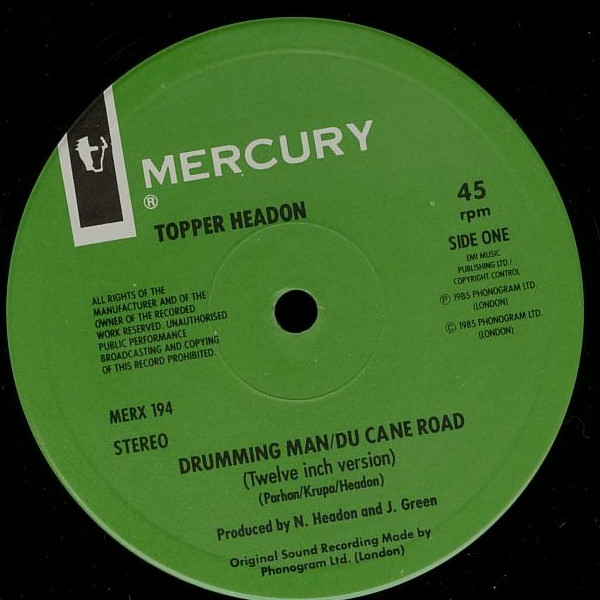 MERCURY
®
TOPPER HEADON
45
rpm
SIDE ONE
EMI MUSIC
PUBLISHING LTD /
COPYRIGHT CONTROL
℗ 1985 PHONOGRAM LTD.
(LONDON)
© 1985 PHONOGRAM LTD.
(LONDON)
ALL RIGHTS OF THE
MANUFACTURER AND OF THE
OWNER OF THE RECORDED
WORK RESERVED. UNAUTHORISED
PUBLIC PERFORMANCE
BROADCASTING AND COPYING
OF THIS RECORD PROHIBITED.
MERX 194
STEREO
DRUMMING MAN/DU CANE ROAD
(Twelve inch version)
(Parhan/Krupa/Headon)
Produced by N. Headon and J. Green
Original Sound Recording Made by
Phonogram Ltd. (London)